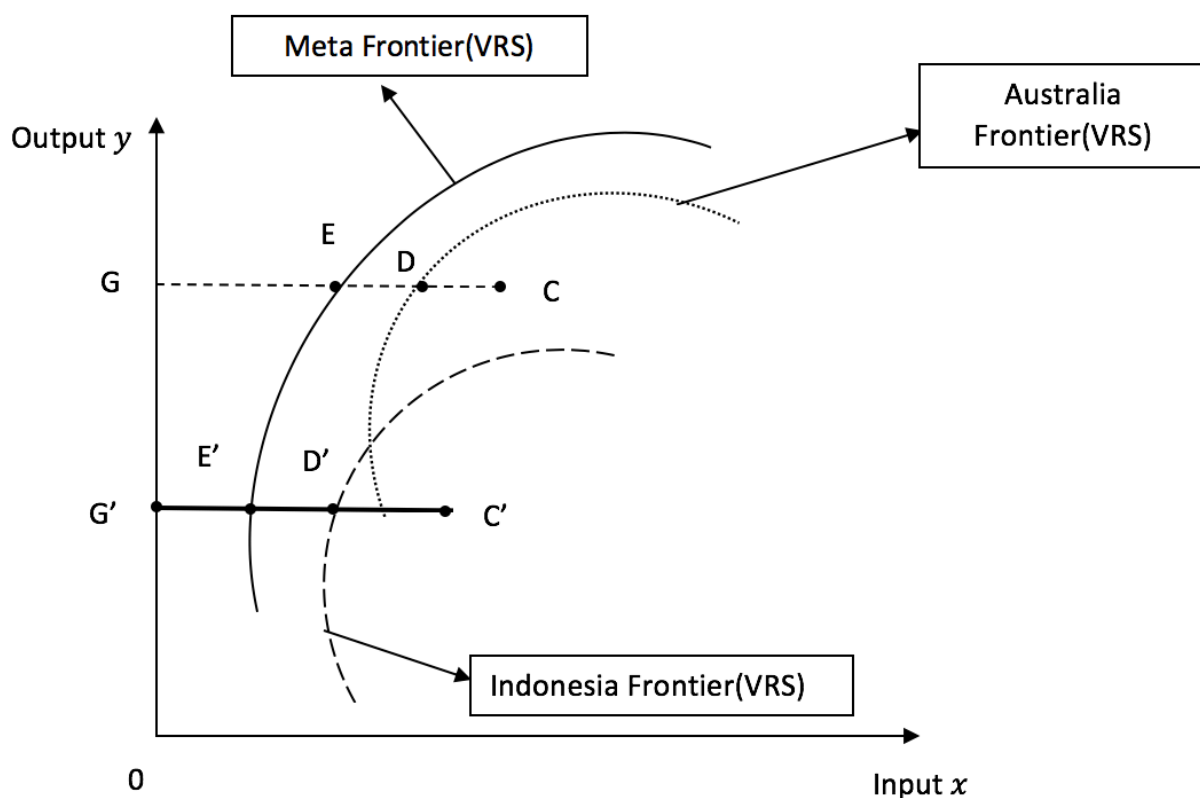 Meta Frontier(VRS)
Australia
Frontier(VRS)
Output y
E
D
G
C
E’
D’
G’
C’
Indonesia Frontier(VRS)
0
Input x